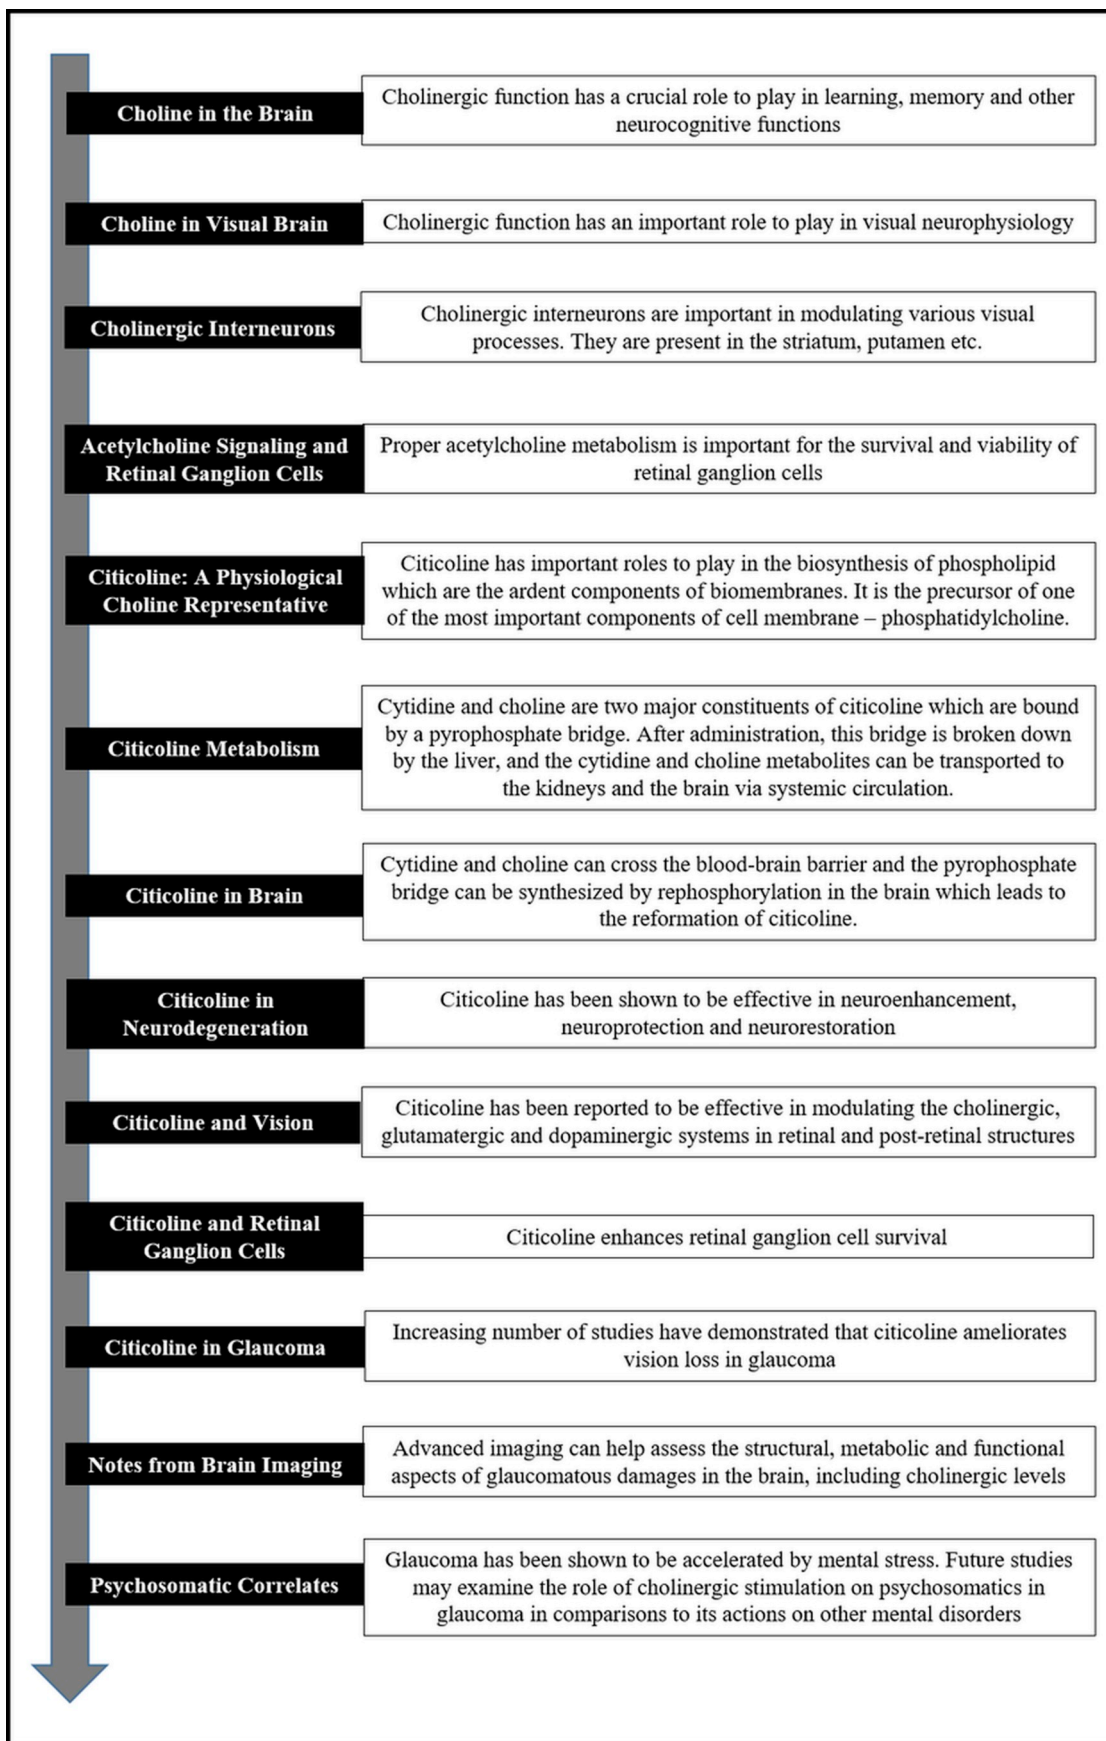 Choline in the Brain
Cholinergic function has a crucial role to play in learning, memory and other
neurocognitive functions
Choline in Visual Brain
Cholinergic function has an important role to play in visual neurophysiology
Cholinergic Interneurons
Cholinergic interneurons are important in modulating various visual
processes. They are present in the striatum, putamen etc.
Acetylcholine Signaling and
Retinal Ganglion Cells
Proper acetylcholine metabolism is important for the survival and viability of
retinal ganglion cells
Citicoline: A Physiological
Choline Representative
Citicoline has important roles to play in the biosynthesis of phospholipid
which are the ardent components of biomembranes. It is the precursor of one
of the most important components of cell membrane – phosphatidylcholine.
Citicoline Metabolism
Cytidine and choline are two major constituents of citicoline which are bound
by a pyrophosphate bridge. After administration, this bridge is broken down
by the liver, and the cytidine and choline metabolites can be transported to
the kidneys and the brain via systemic circulation.
Citicoline in Brain
Cytidine and choline can cross the blood-brain barrier and the pyrophosphate
bridge can be synthesized by rephosphorylation in the brain which leads to
the reformation of citicoline.
Citicoline in
Neurodegeneration
Citicoline has been shown to be effective in neuroenhancement,
neuroprotection and neurorestoration
Citicoline and Vision
Citicoline has been reported to be effective in modulating the cholinergic,
glutamatergic and dopaminergic systems in retinal and post-retinal structures
Citicoline and Retinal
Ganglion Cells
Citicoline enhances retinal ganglion cell survival
Citicoline in Glaucoma
Increasing number of studies have demonstrated that citicoline ameliorates
vision loss in glaucoma
Notes from Brain Imaging
Advanced imaging can help assess the structural, metabolic and functional
aspects of glaucomatous damages in the brain, including cholinergic levels
Psychosomatic Correlates
Glaucoma has been shown to be accelerated by mental stress. Future studies
may examine the role of cholinergic stimulation on psychosomatics in
glaucoma in comparisons to its actions on other mental disorders